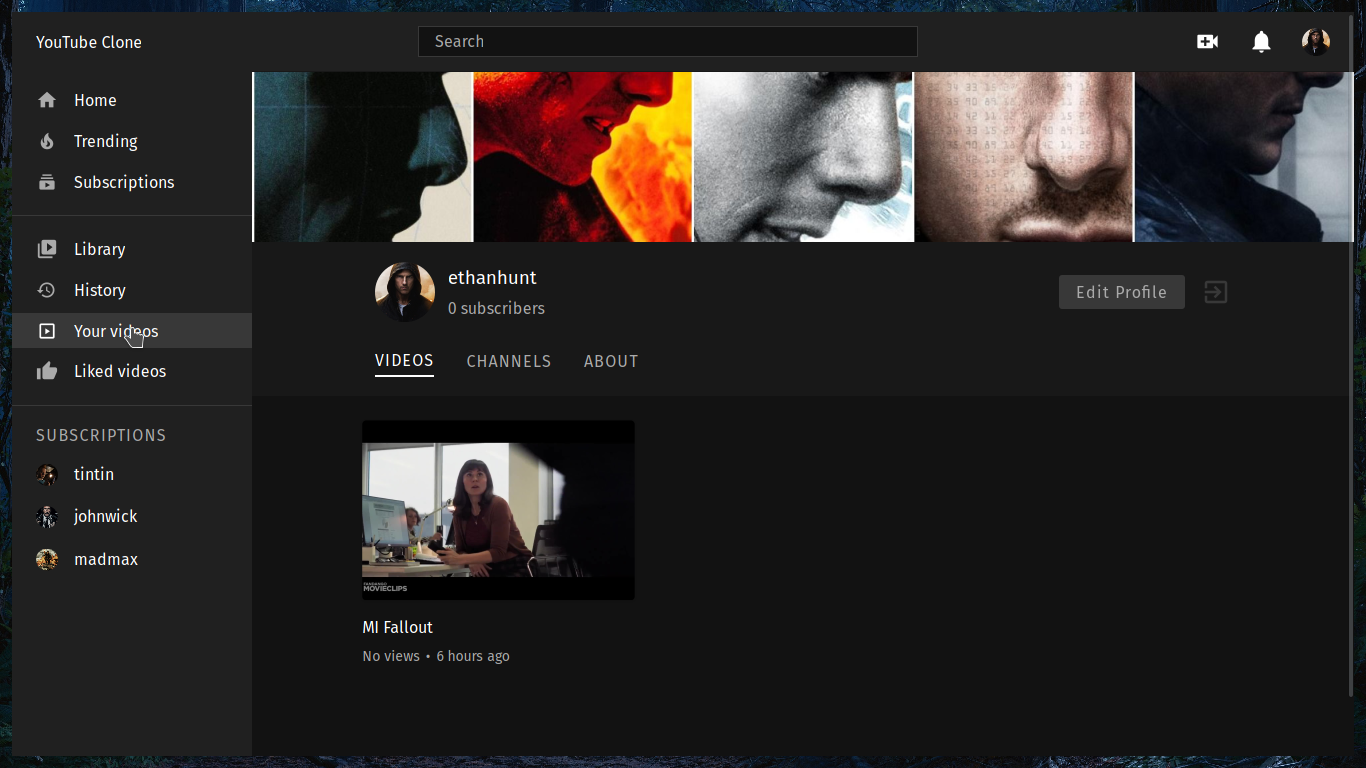 YouTube Clone
Search
Home
Trending
Subscriptions
Library
History
Your videos
Liked videos
SUBSCRIPTIONS
tintin
johnwick
madmax
ethanhunt
0 subscribers
Edit Profile
VIDEOS CHANNELS ABOUT
FANDANGO
MOVIECLIPS
MI Fallout
No views • 6 hours ago